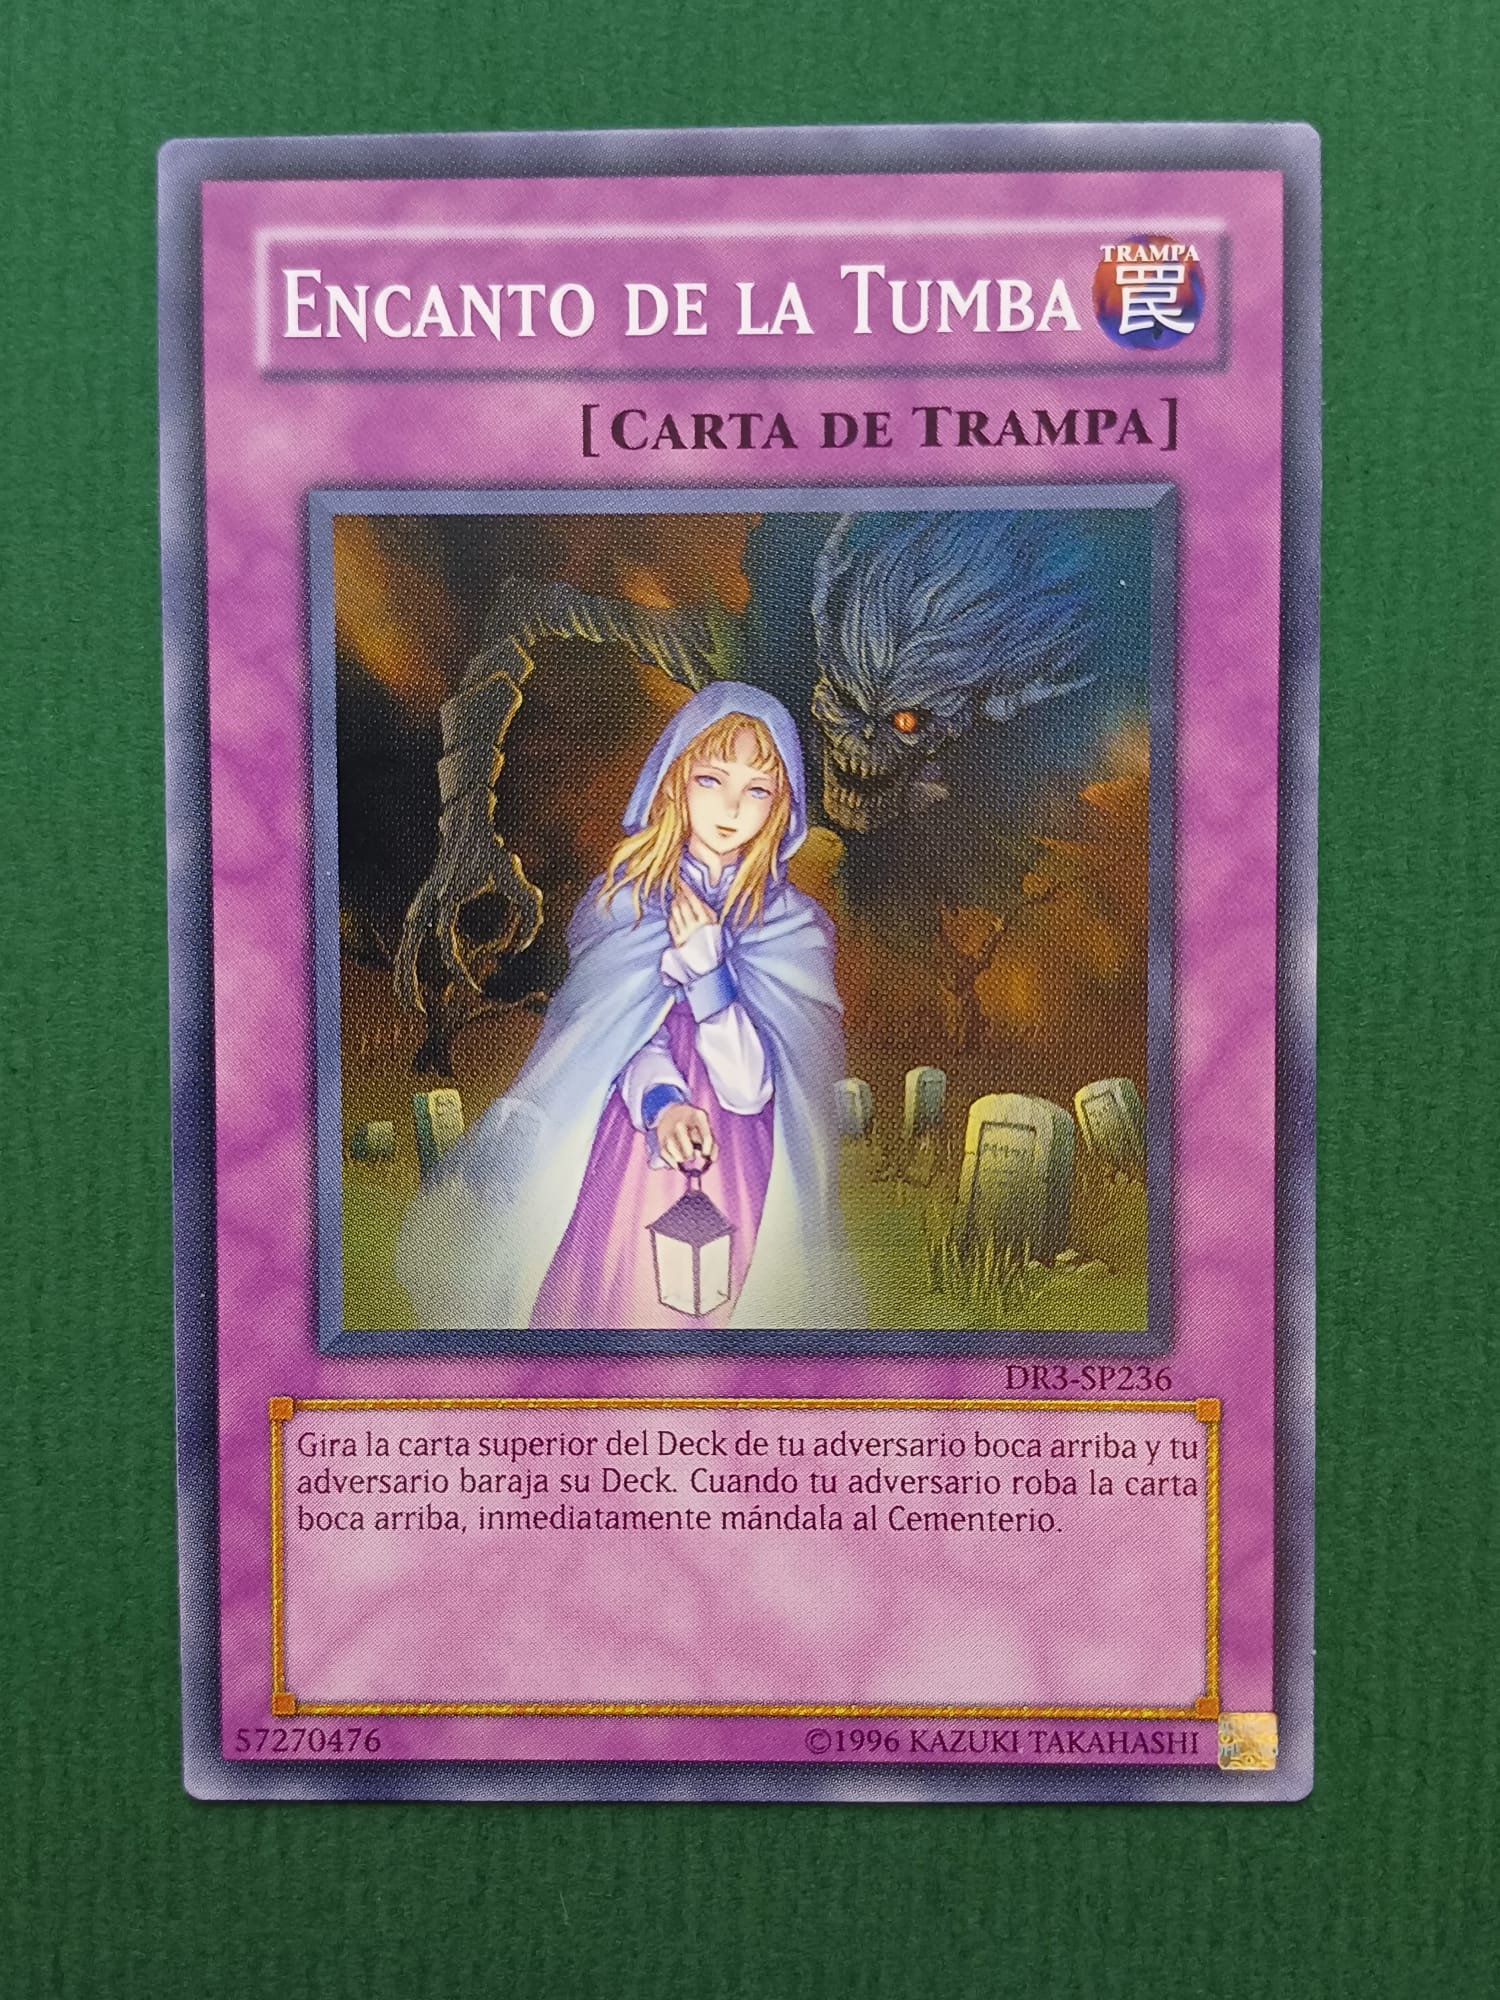 ENCANTO DE LA TUMBA
TRAMPA
罠
[CARTA DE TRAMPA]
DR3-SP236
Gira la carta superior del Deck de tu adversario boca arriba y tu
adversario baraja su Deck. Cuando tu adversario roba la carta
boca arriba, inmediatamente mándala al Cementerio.
57270476
©1996 KAZUKI TAKAHASHI